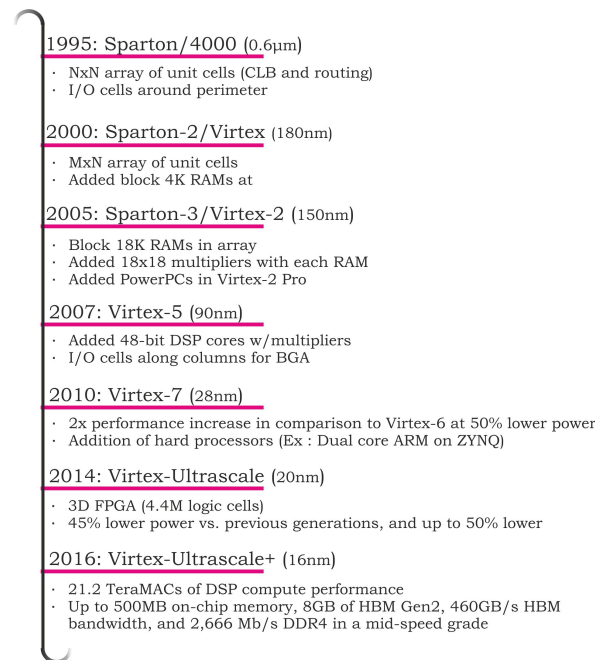 1995: Sparton/4000 (0.6µm)
· NxN array of unit cells (CLB and routing)
· I/O cells around perimeter
2000: Sparton-2/Virtex (180nm)
· MxN array of unit cells
· Added block 4K RAMs at
2005: Sparton-3/Virtex-2 (150nm)
· Block 18K RAMs in array
· Added 18x18 multipliers with each RAM
· Added PowerPCs in Virtex-2 Pro
2007: Virtex-5 (90nm)
· Added 48-bit DSP cores w/multipliers
· I/O cells along columns for BGA
2010: Virtex-7 (28nm)
· 2x performance increase in comparison to Virtex-6 at 50% lower power
· Addition of hard processors (Ex : Dual core ARM on ZYNQ)
2014: Virtex-Ultrascale (20nm)
· 3D FPGA (4.4M logic cells)
· 45% lower power vs. previous generations, and up to 50% lower
2016: Virtex-Ultrascale+ (16nm)
· 21.2 TeraMACs of DSP compute performance
· Up to 500MB on-chip memory, 8GB of HBM Gen2, 460GB/s HBM
bandwidth, and 2,666 Mb/s DDR4 in a mid-speed grade